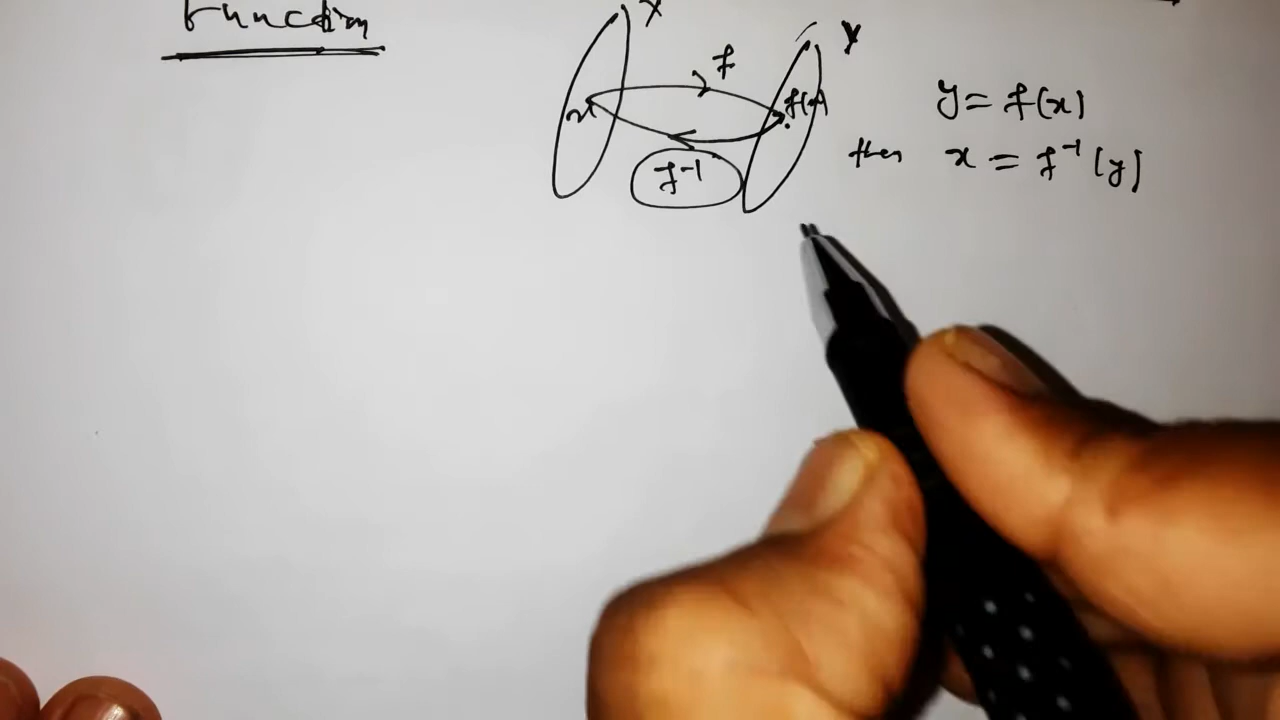 Function
X
Y
f
x
f(x)
f⁻¹
y = f(x)
then x = f⁻¹(y)